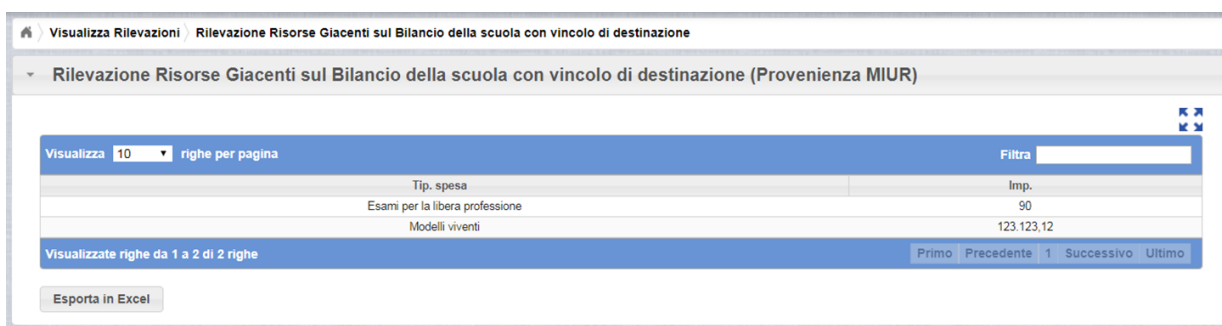 Visualizza Rilevazioni Rilevazione Risorse Giacenti sul Bilancio della scuola con vincolo di destinazione
Rilevazione Risorse Giacenti sul Bilancio della scuola con vincolo di destinazione (Provenienza MIUR)
Visualizza 10 righe per pagina Filtra
Tip. spesa Imp.
Esami per la libera professione 90
Modelli viventi 123.123,12
Visualizzate righe da 1 a 2 di 2 righe Primo Precedente 1 Successivo Ultimo
Esporta in Excel